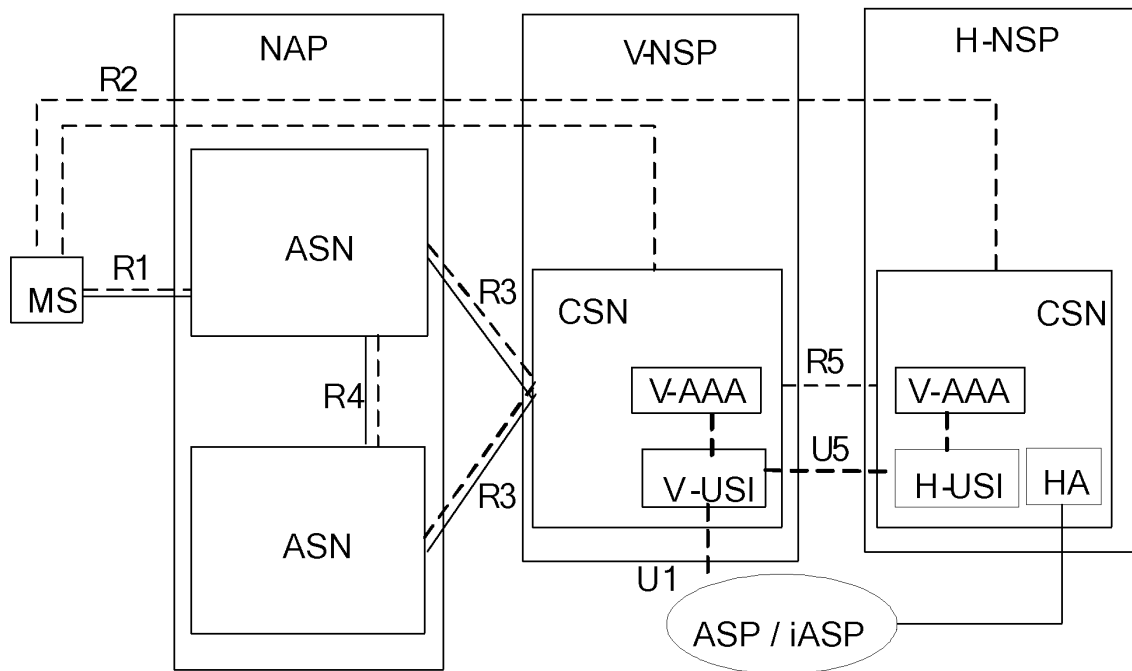 NAP
V-NSP
H-NSP
R2
ASN
MS
R1
R3
CSN
CSN
R4
V-AAA
R5
V-AAA
U5
V-USI
H-USI
HA
R3
ASN
U1
ASP / iASP